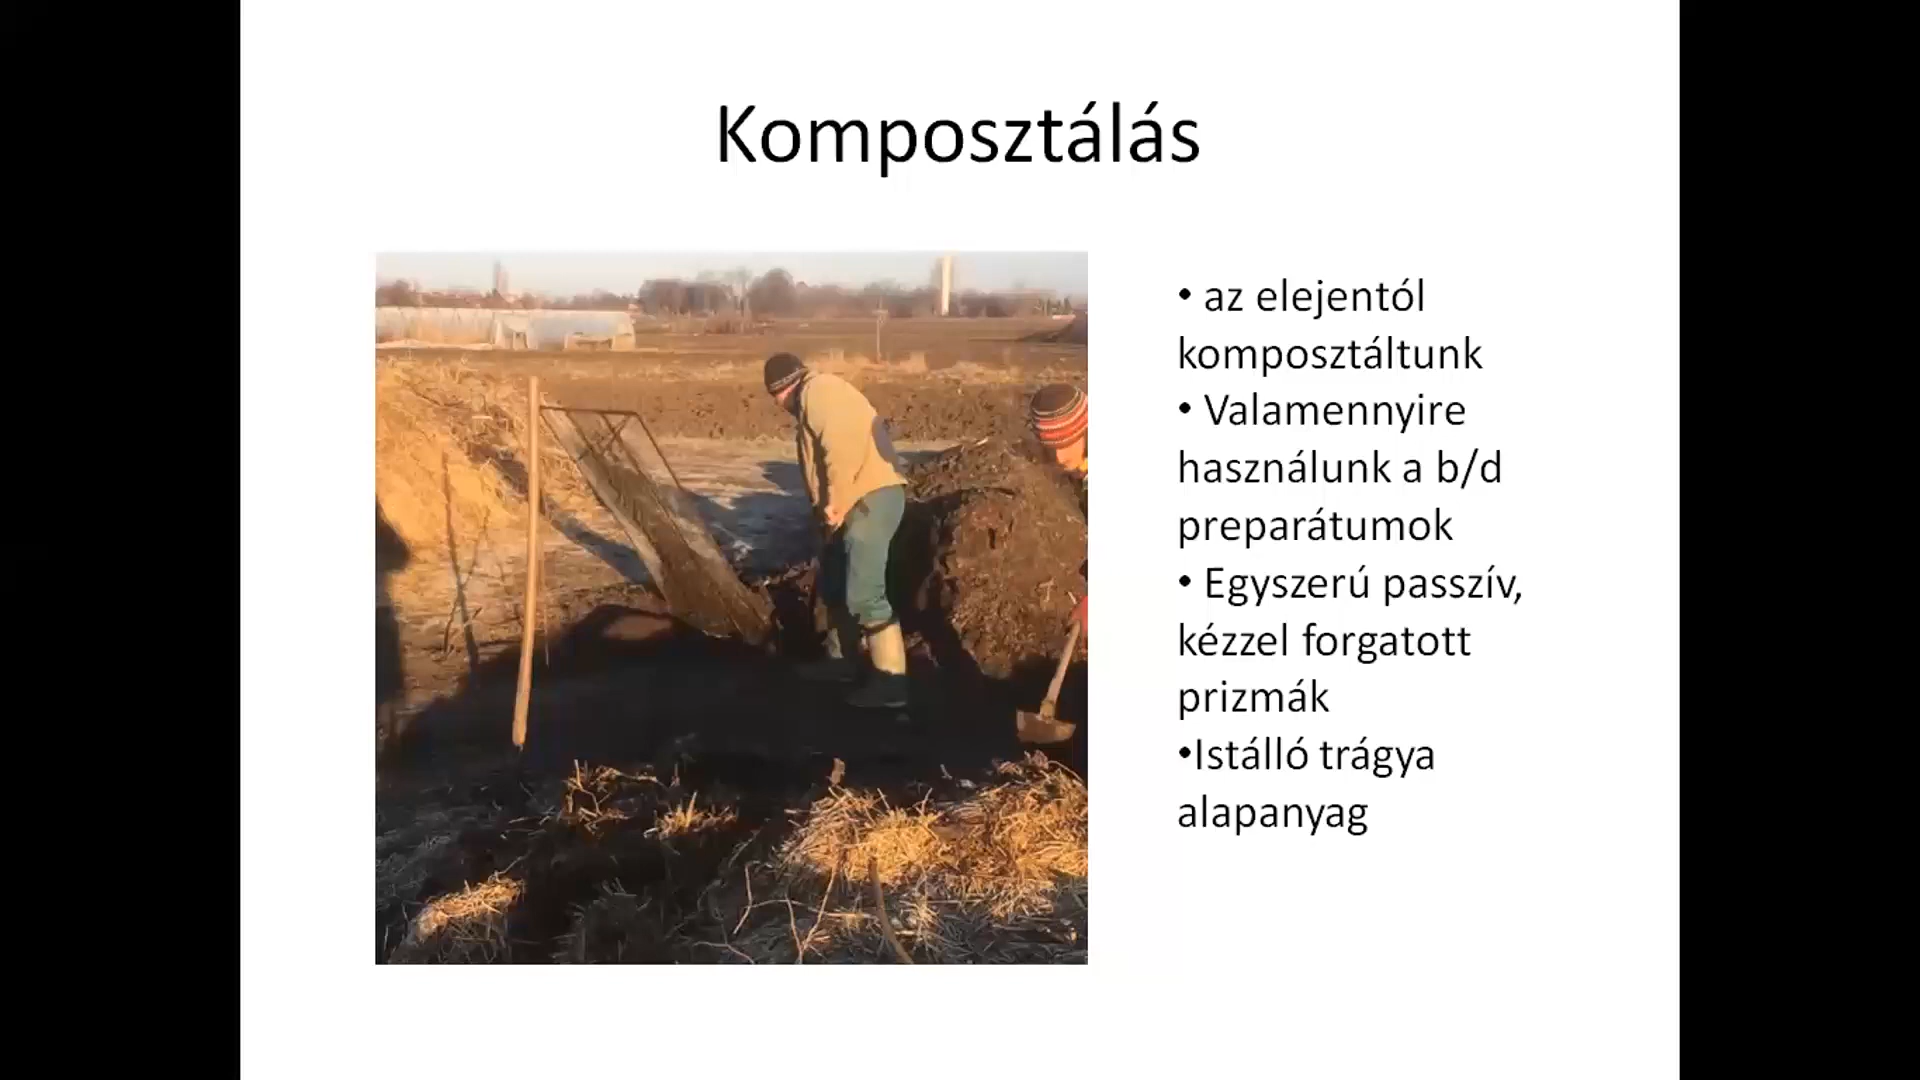 Komposztálás
• az elejentól
komposztáltunk
• Valamennyire
használunk a b/d
preparátumok
• Egyszerú passzív,
kézzel forgatott
prizmák
•Istálló trágya
alapanyag